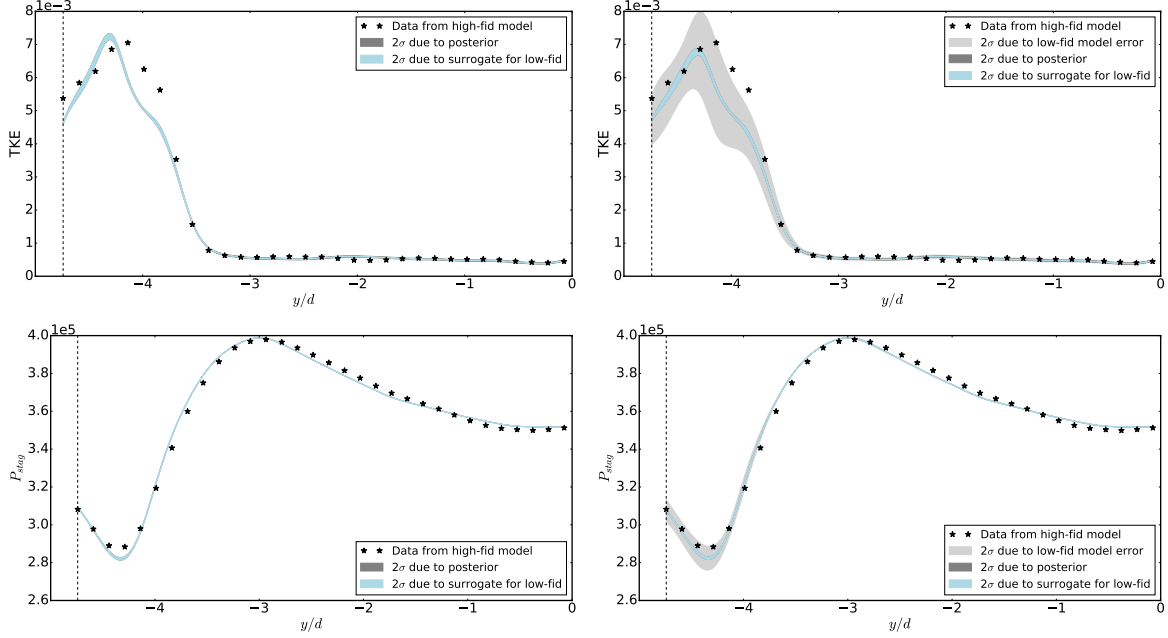 1e−3
8
7
6
5
4
3
2
1
0
TKE
−4
−3
−2
−1
0
y/d
Data from high-fid model
2σ due to posterior
2σ due to surrogate for low-fid
1e−3
8
7
6
5
4
3
2
1
0
TKE
−4
−3
−2
−1
0
y/d
Data from high-fid model
2σ due to low-fid model error
2σ due to posterior
2σ due to surrogate for low-fid
1e5
4.0
3.8
3.6
3.4
3.2
3.0
2.8
2.6
P_stag
−4
−3
−2
−1
0
y/d
Data from high-fid model
2σ due to posterior
2σ due to surrogate for low-fid
1e5
4.0
3.8
3.6
3.4
3.2
3.0
2.8
2.6
P_stag
−4
−3
−2
−1
0
y/d
Data from high-fid model
2σ due to low-fid model error
2σ due to posterior
2σ due to surrogate for low-fid